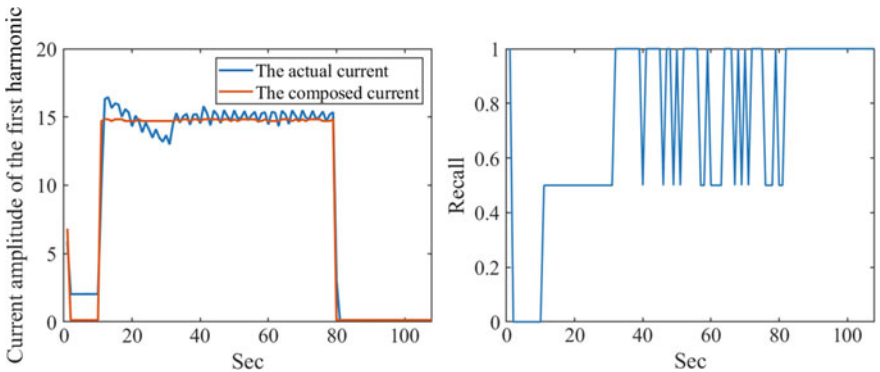 Current amplitude of the first harmonic
20
15
10
5
0
0 20 40 60 80 100
Sec
The actual current
The composed current
Recall
1
0.8
0.6
0.4
0.2
0
0 20 40 60 80 100
Sec